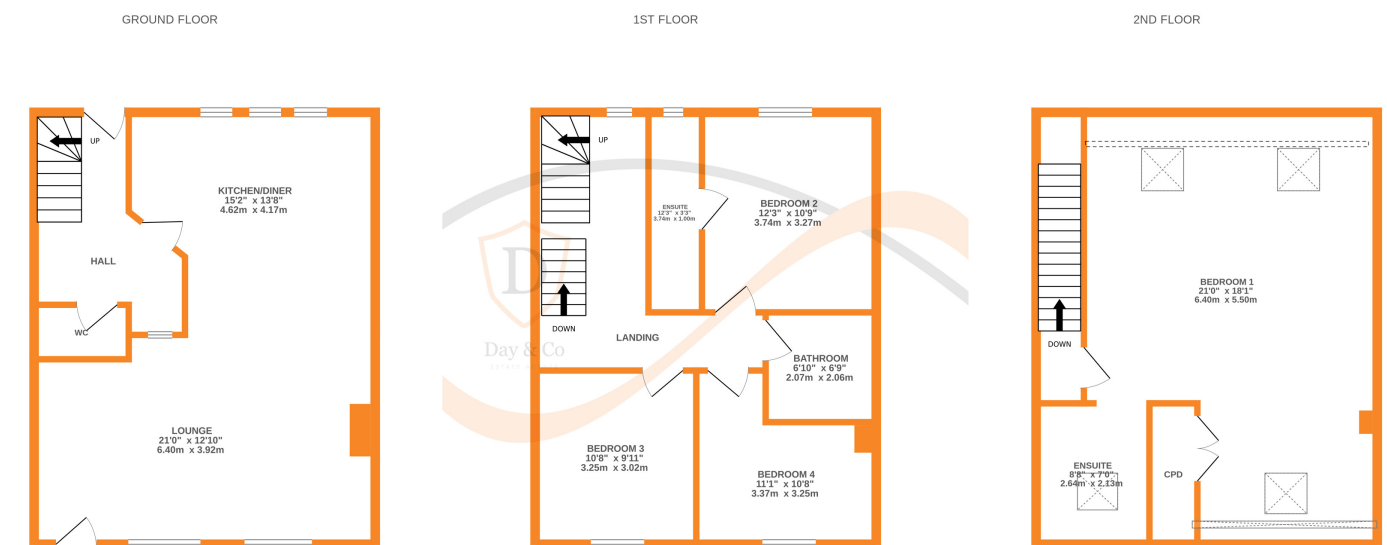 GROUND FLOOR
1ST FLOOR
2ND FLOOR
UP
KITCHEN/DINER
15'2" x 13'8"
4.62m x 4.17m
HALL
WC
LOUNGE
21'0" x 12'10"
6.40m x 3.92m
UP
ENSUITE
12'3" x 3'3"
3.74m x 1.00m
BEDROOM 2
12'3" x 10'9"
3.74m x 3.27m
D
DOWN
LANDING
Day & Co
BATHROOM
6'10" x 6'9"
2.07m x 2.06m
BEDROOM 3
10'8" x 9'11"
3.25m x 3.02m
BEDROOM 4
11'1" x 10'8"
3.37m x 3.25m
BEDROOM 1
21'0" x 18'1"
6.40m x 5.50m
DOWN
ENSUITE
8'8" x 7'0"
2.64m x 2.13m
CPD